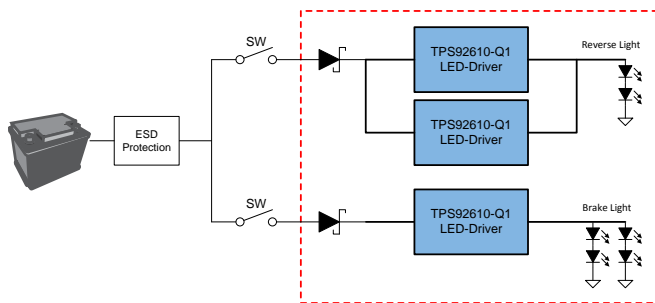 SW
TPS92610-Q1
LED-Driver
Reverse Light
TPS92610-Q1
LED-Driver
ESD
Protection
SW
TPS92610-Q1
LED-Driver
Brake Light